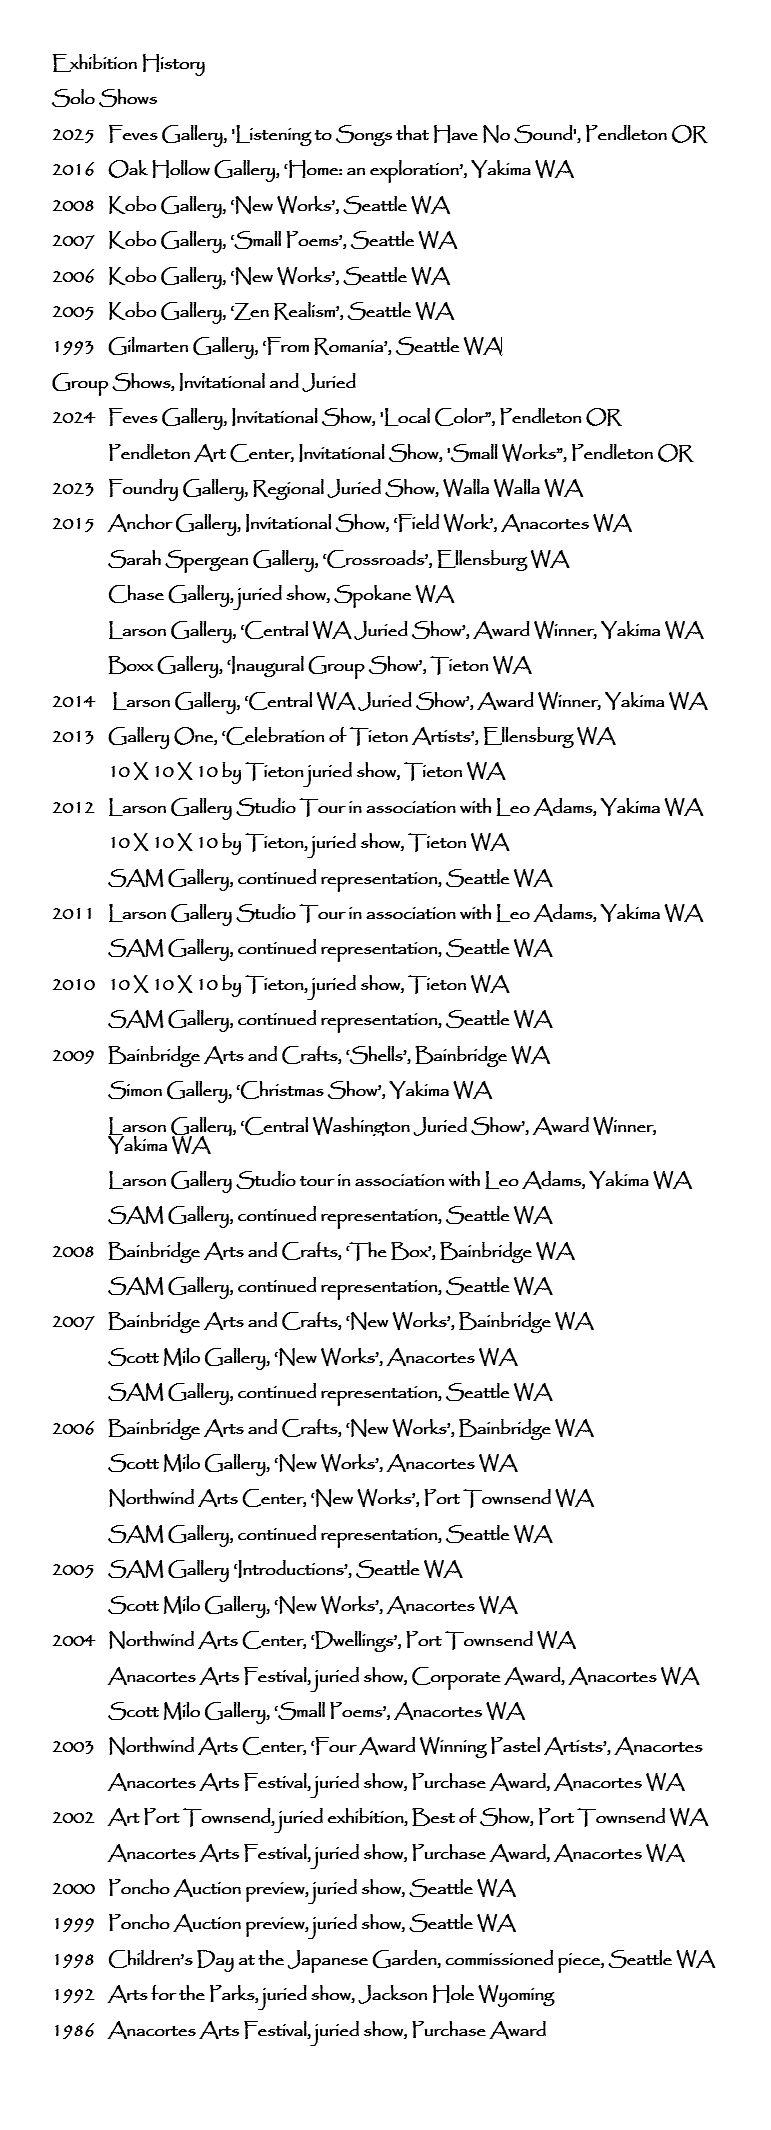 Exhibition History
Solo Shows
2025 Feves Gallery, 'Listening to Songs that Have No Sound', Pendleton OR
2016 Oak Hollow Gallery, ‘Home: an exploration’, Yakima WA
2008 Kobo Gallery, ‘New Works’, Seattle WA
2007 Kobo Gallery, ‘Small Poems’, Seattle WA
2006 Kobo Gallery, ‘New Works’, Seattle WA
2005 Kobo Gallery, ‘Zen Realism’, Seattle WA
1993 Gilmarten Gallery, ‘From Romania’, Seattle WA
Group Shows, Invitational and Juried
2024 Feves Gallery, Invitational Show, 'Local Color”, Pendleton OR
Pendleton Art Center, Invitational Show, 'Small Works”, Pendleton OR
2023 Foundry Gallery, Regional Juried Show, Walla Walla WA
2015 Anchor Gallery, Invitational Show, ‘Field Work’, Anacortes WA
Sarah Spergean Gallery, ‘Crossroads’, Ellensburg WA
Chase Gallery, juried show, Spokane WA
Larson Gallery, ‘Central WA Juried Show’, Award Winner, Yakima WA
Boxx Gallery, ‘Inaugural Group Show’, Tieton WA
2014 Larson Gallery, ‘Central WA Juried Show’, Award Winner, Yakima WA
2013 Gallery One, ‘Celebration of Tieton Artists’, Ellensburg WA
10 X 10 X 10 by Tieton juried show, Tieton WA
2012 Larson Gallery Studio Tour in association with Leo Adams, Yakima WA
10 X 10 X 10 by Tieton, juried show, Tieton WA
SAM Gallery, continued representation, Seattle WA
2011 Larson Gallery Studio Tour in association with Leo Adams, Yakima WA
SAM Gallery, continued representation, Seattle WA
2010 10 X 10 X 10 by Tieton, juried show, Tieton WA
SAM Gallery, continued representation, Seattle WA
2009 Bainbridge Arts and Crafts, ‘Shells’, Bainbridge WA
Simon Gallery, ‘Christmas Show’, Yakima WA
Larson Gallery, ‘Central Washington Juried Show’, Award Winner,
Yakima WA
Larson Gallery Studio tour in association with Leo Adams, Yakima WA
SAM Gallery, continued representation, Seattle WA
2008 Bainbridge Arts and Crafts, ‘The Box’, Bainbridge WA
SAM Gallery, continued representation, Seattle WA
2007 Bainbridge Arts and Crafts, ‘New Works’, Bainbridge WA
Scott Milo Gallery, ‘New Works’, Anacortes WA
SAM Gallery, continued representation, Seattle WA
2006 Bainbridge Arts and Crafts, ‘New Works’, Bainbridge WA
Scott Milo Gallery, ‘New Works’, Anacortes WA
Northwind Arts Center, ‘New Works’, Port Townsend WA
SAM Gallery, continued representation, Seattle WA
2005 SAM Gallery ‘Introductions’, Seattle WA
Scott Milo Gallery, ‘New Works’, Anacortes WA
2004 Northwind Arts Center, ‘Dwellings’, Port Townsend WA
Anacortes Arts Festival, juried show, Corporate Award, Anacortes WA
Scott Milo Gallery, ‘Small Poems’, Anacortes WA
2003 Northwind Arts Center, ‘Four Award Winning Pastel Artists’, Anacortes
Anacortes Arts Festival, juried show, Purchase Award, Anacortes WA
2002 Art Port Townsend, juried exhibition, Best of Show, Port Townsend WA
Anacortes Arts Festival, juried show, Purchase Award, Anacortes WA
2000 Poncho Auction preview, juried show, Seattle WA
1999 Poncho Auction preview, juried show, Seattle WA
1998 Children’s Day at the Japanese Garden, commissioned piece, Seattle WA
1992 Arts for the Parks, juried show, Jackson Hole Wyoming
1986 Anacortes Arts Festival, juried show, Purchase Award